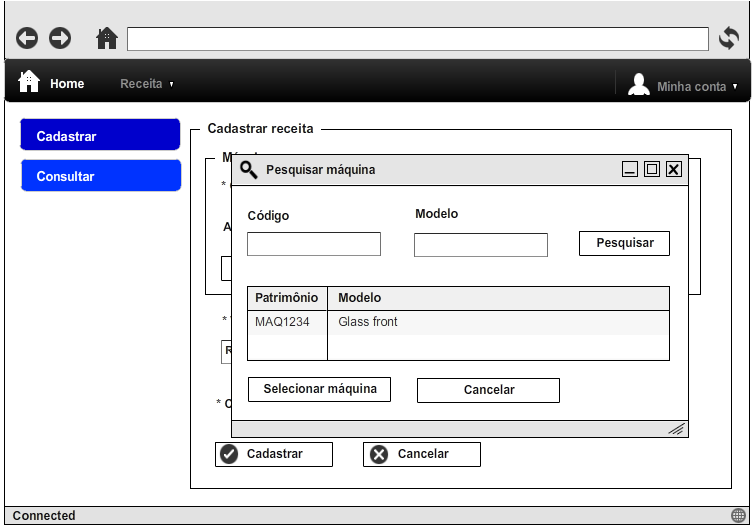 Home
Receita
Minha conta
Cadastrar
Consultar
Cadastrar receita
Pesquisar máquina
Código
Modelo
Pesquisar
Patrimônio Modelo
MAQ1234 Glass front
Selecionar máquina
Cancelar
Cadastrar
Cancelar
Connected